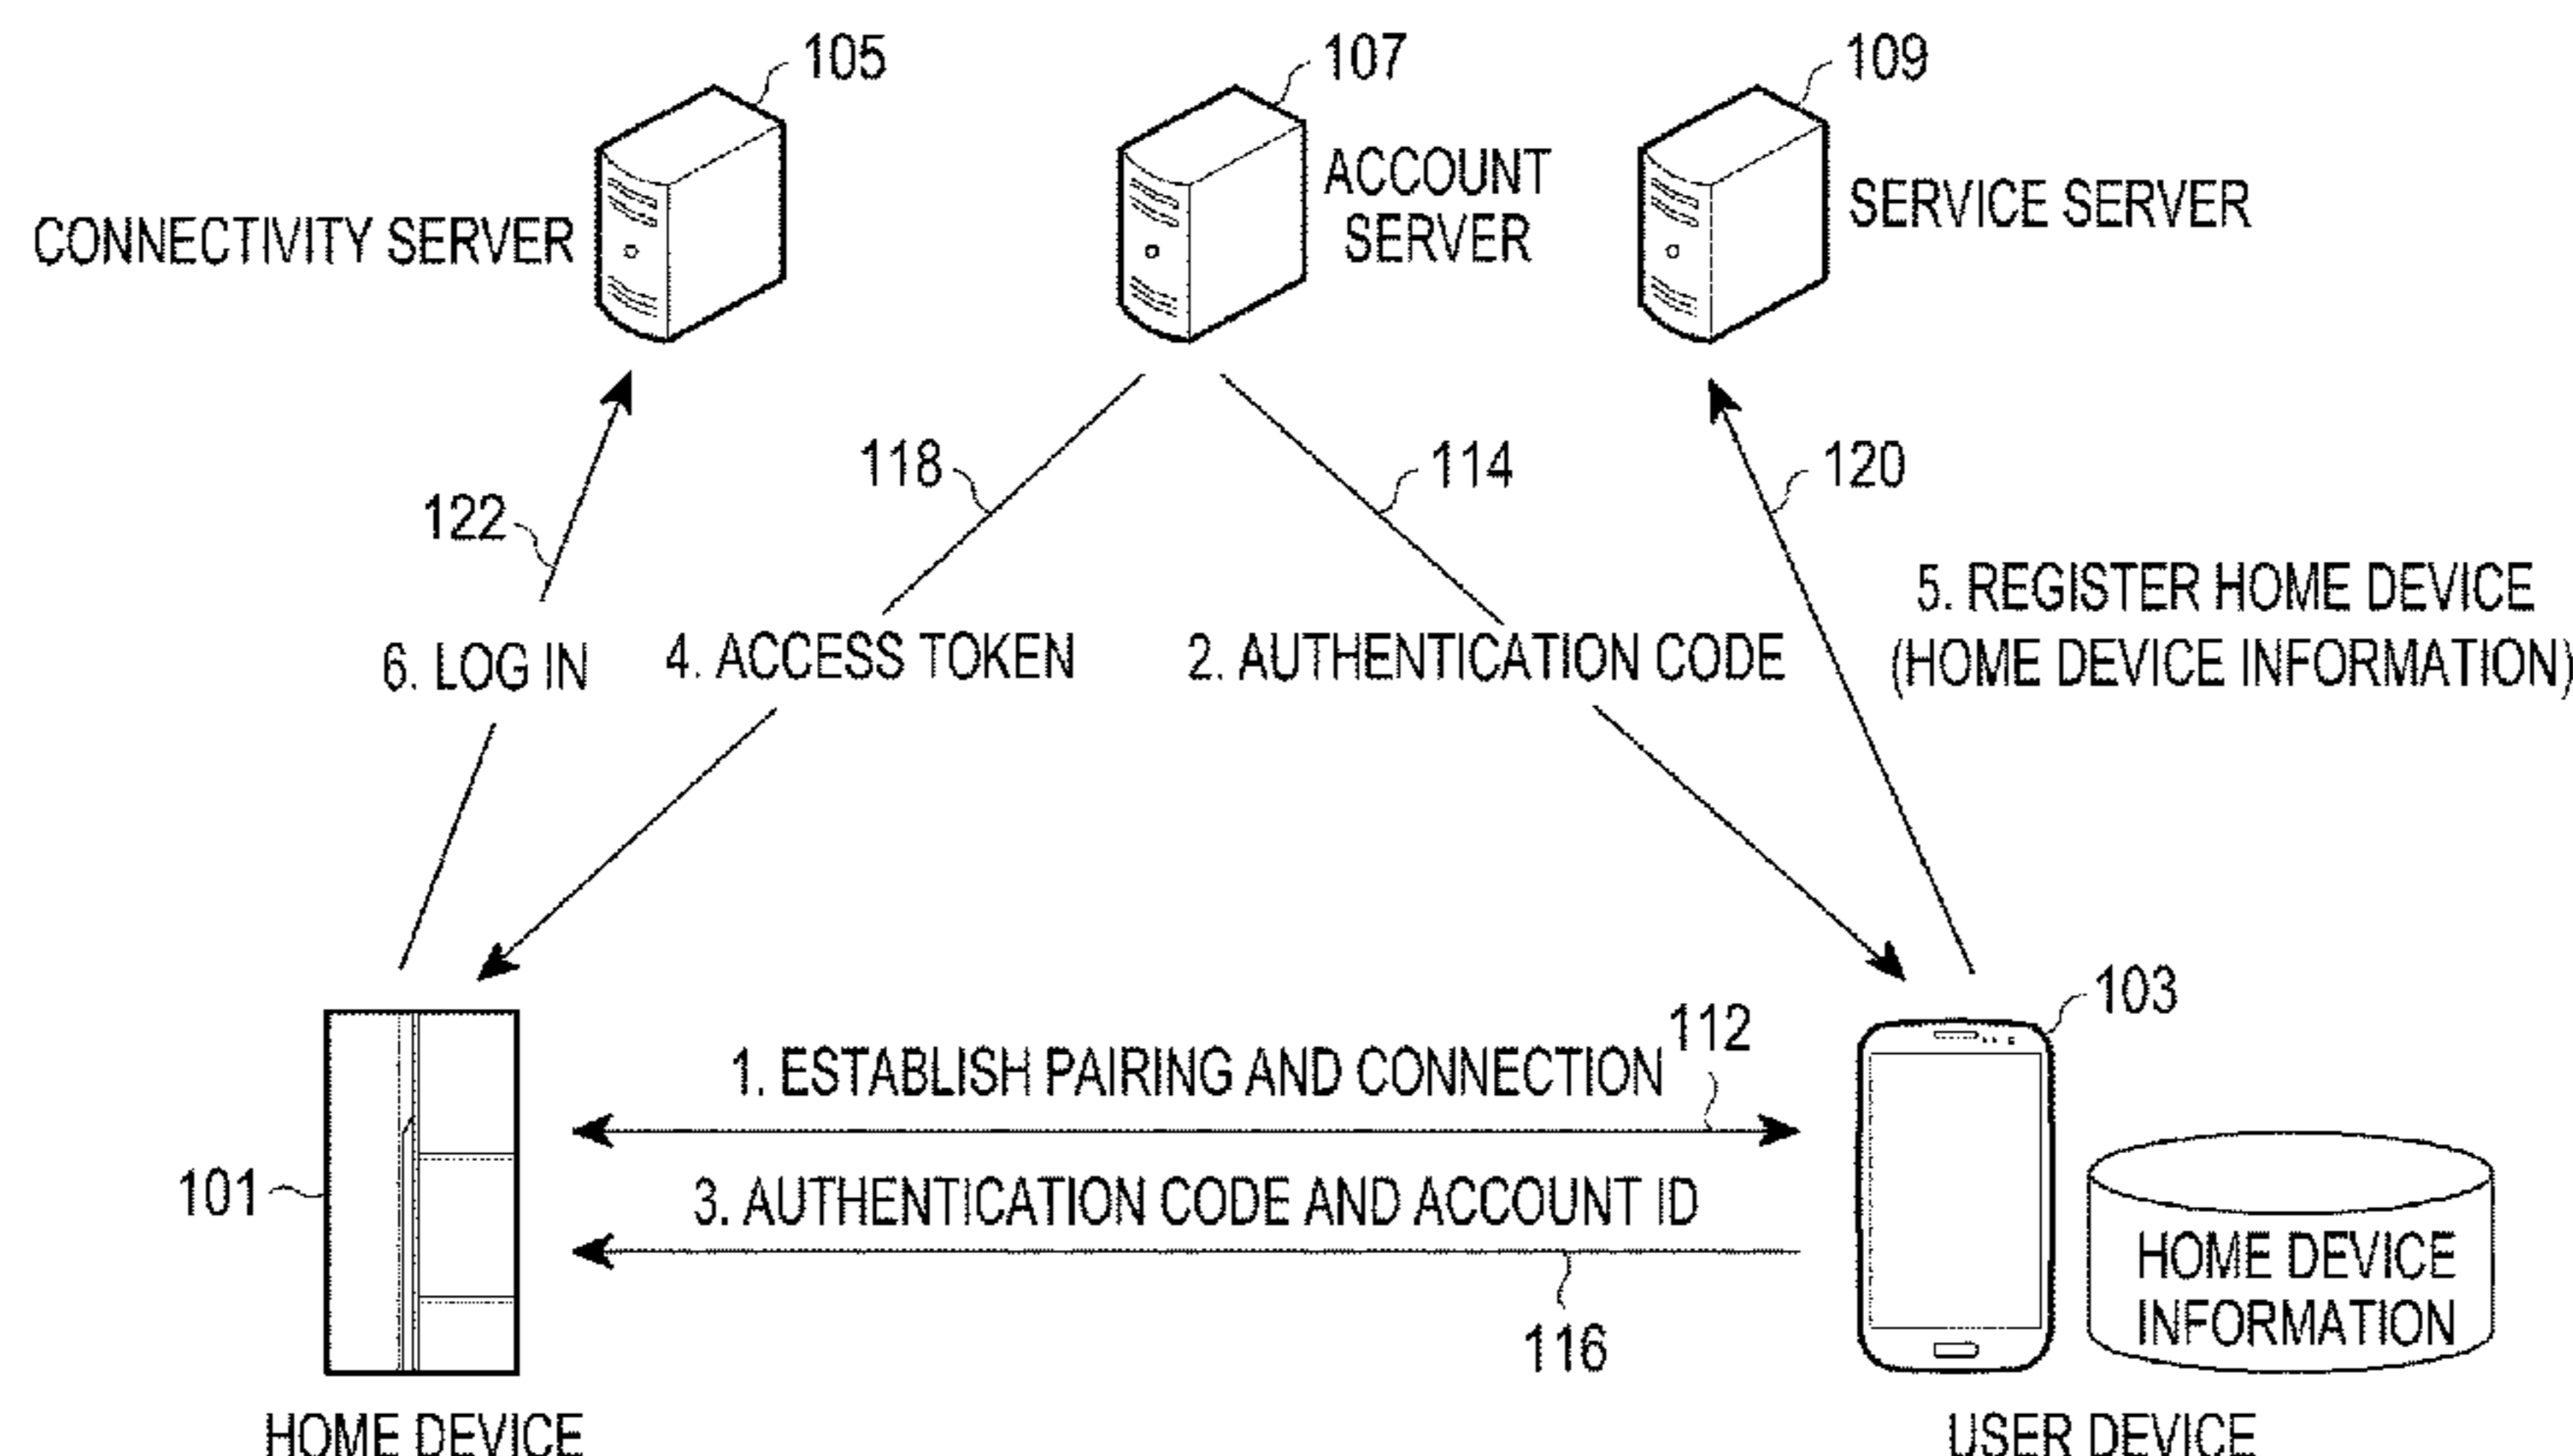 105
107
109
CONNECTIVITY SERVER
ACCOUNT
SERVER
SERVICE SERVER
122
118
114
120
6. LOG IN
4. ACCESS TOKEN
2. AUTHENTICATION CODE
5. REGISTER HOME DEVICE
(HOME DEVICE INFORMATION)
103
1. ESTABLISH PAIRING AND CONNECTION
112
101
3. AUTHENTICATION CODE AND ACCOUNT ID
116
HOME DEVICE
INFORMATION
HOME DEVICE
USER DEVICE